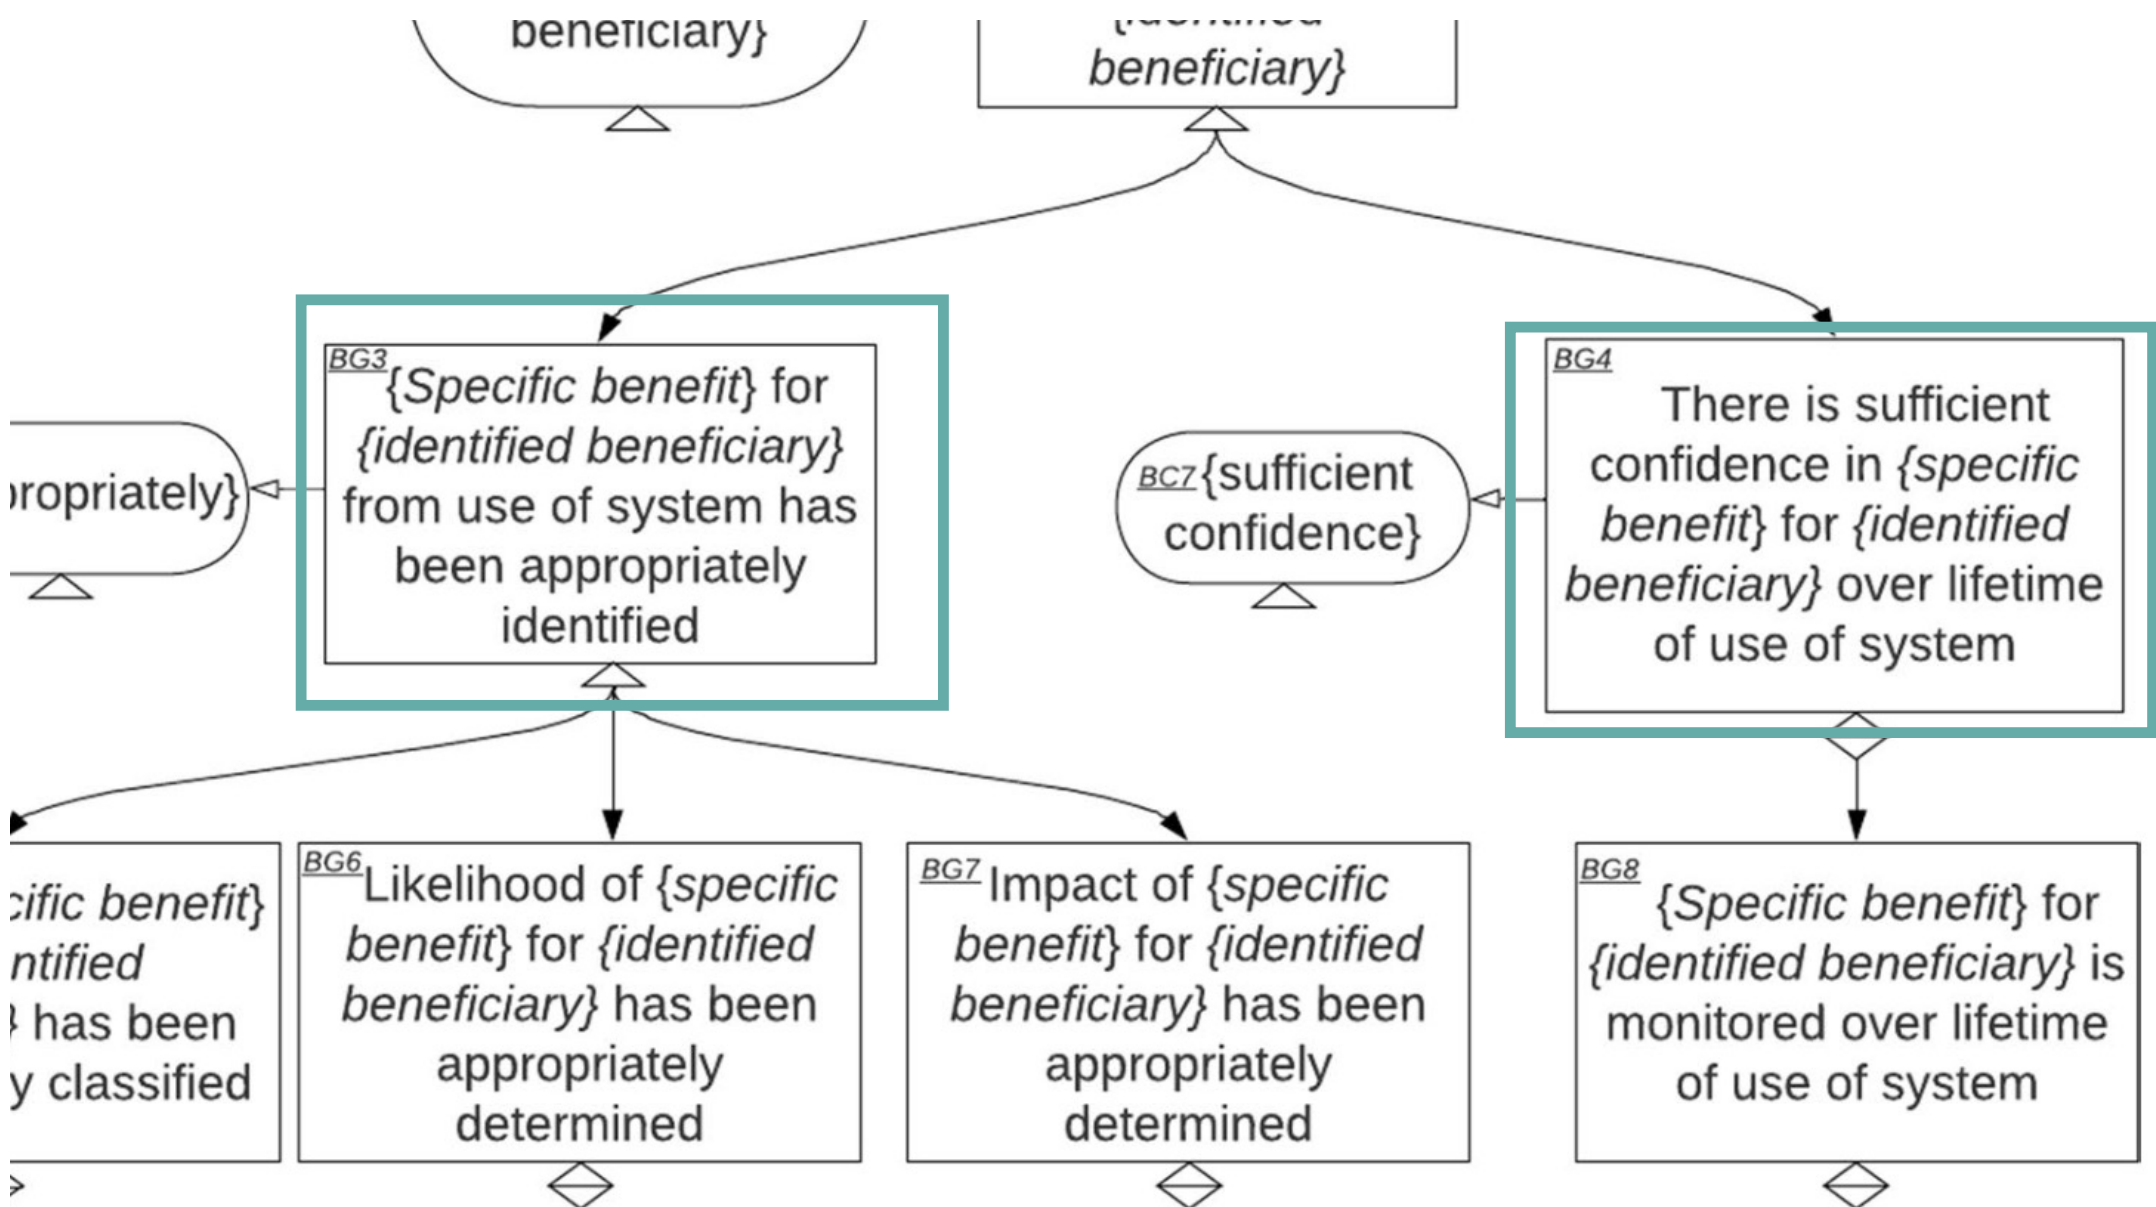 beneficiary}
{identified
beneficiary}
BG3
{Specific benefit} for
{identified beneficiary}
from use of system has
been appropriately
identified
BG4
There is sufficient
confidence in {specific
benefit} for {identified
beneficiary} over lifetime
of use of system
propriately}
BC7 {sufficient
confidence}
cific benefit}
ntified
} has been
y classified
BG6 Likelihood of {specific
benefit} for {identified
beneficiary} has been
appropriately
determined
BG7 Impact of {specific
benefit} for {identified
beneficiary} has been
appropriately
determined
BG8
{Specific benefit} for
{identified beneficiary} is
monitored over lifetime
of use of system